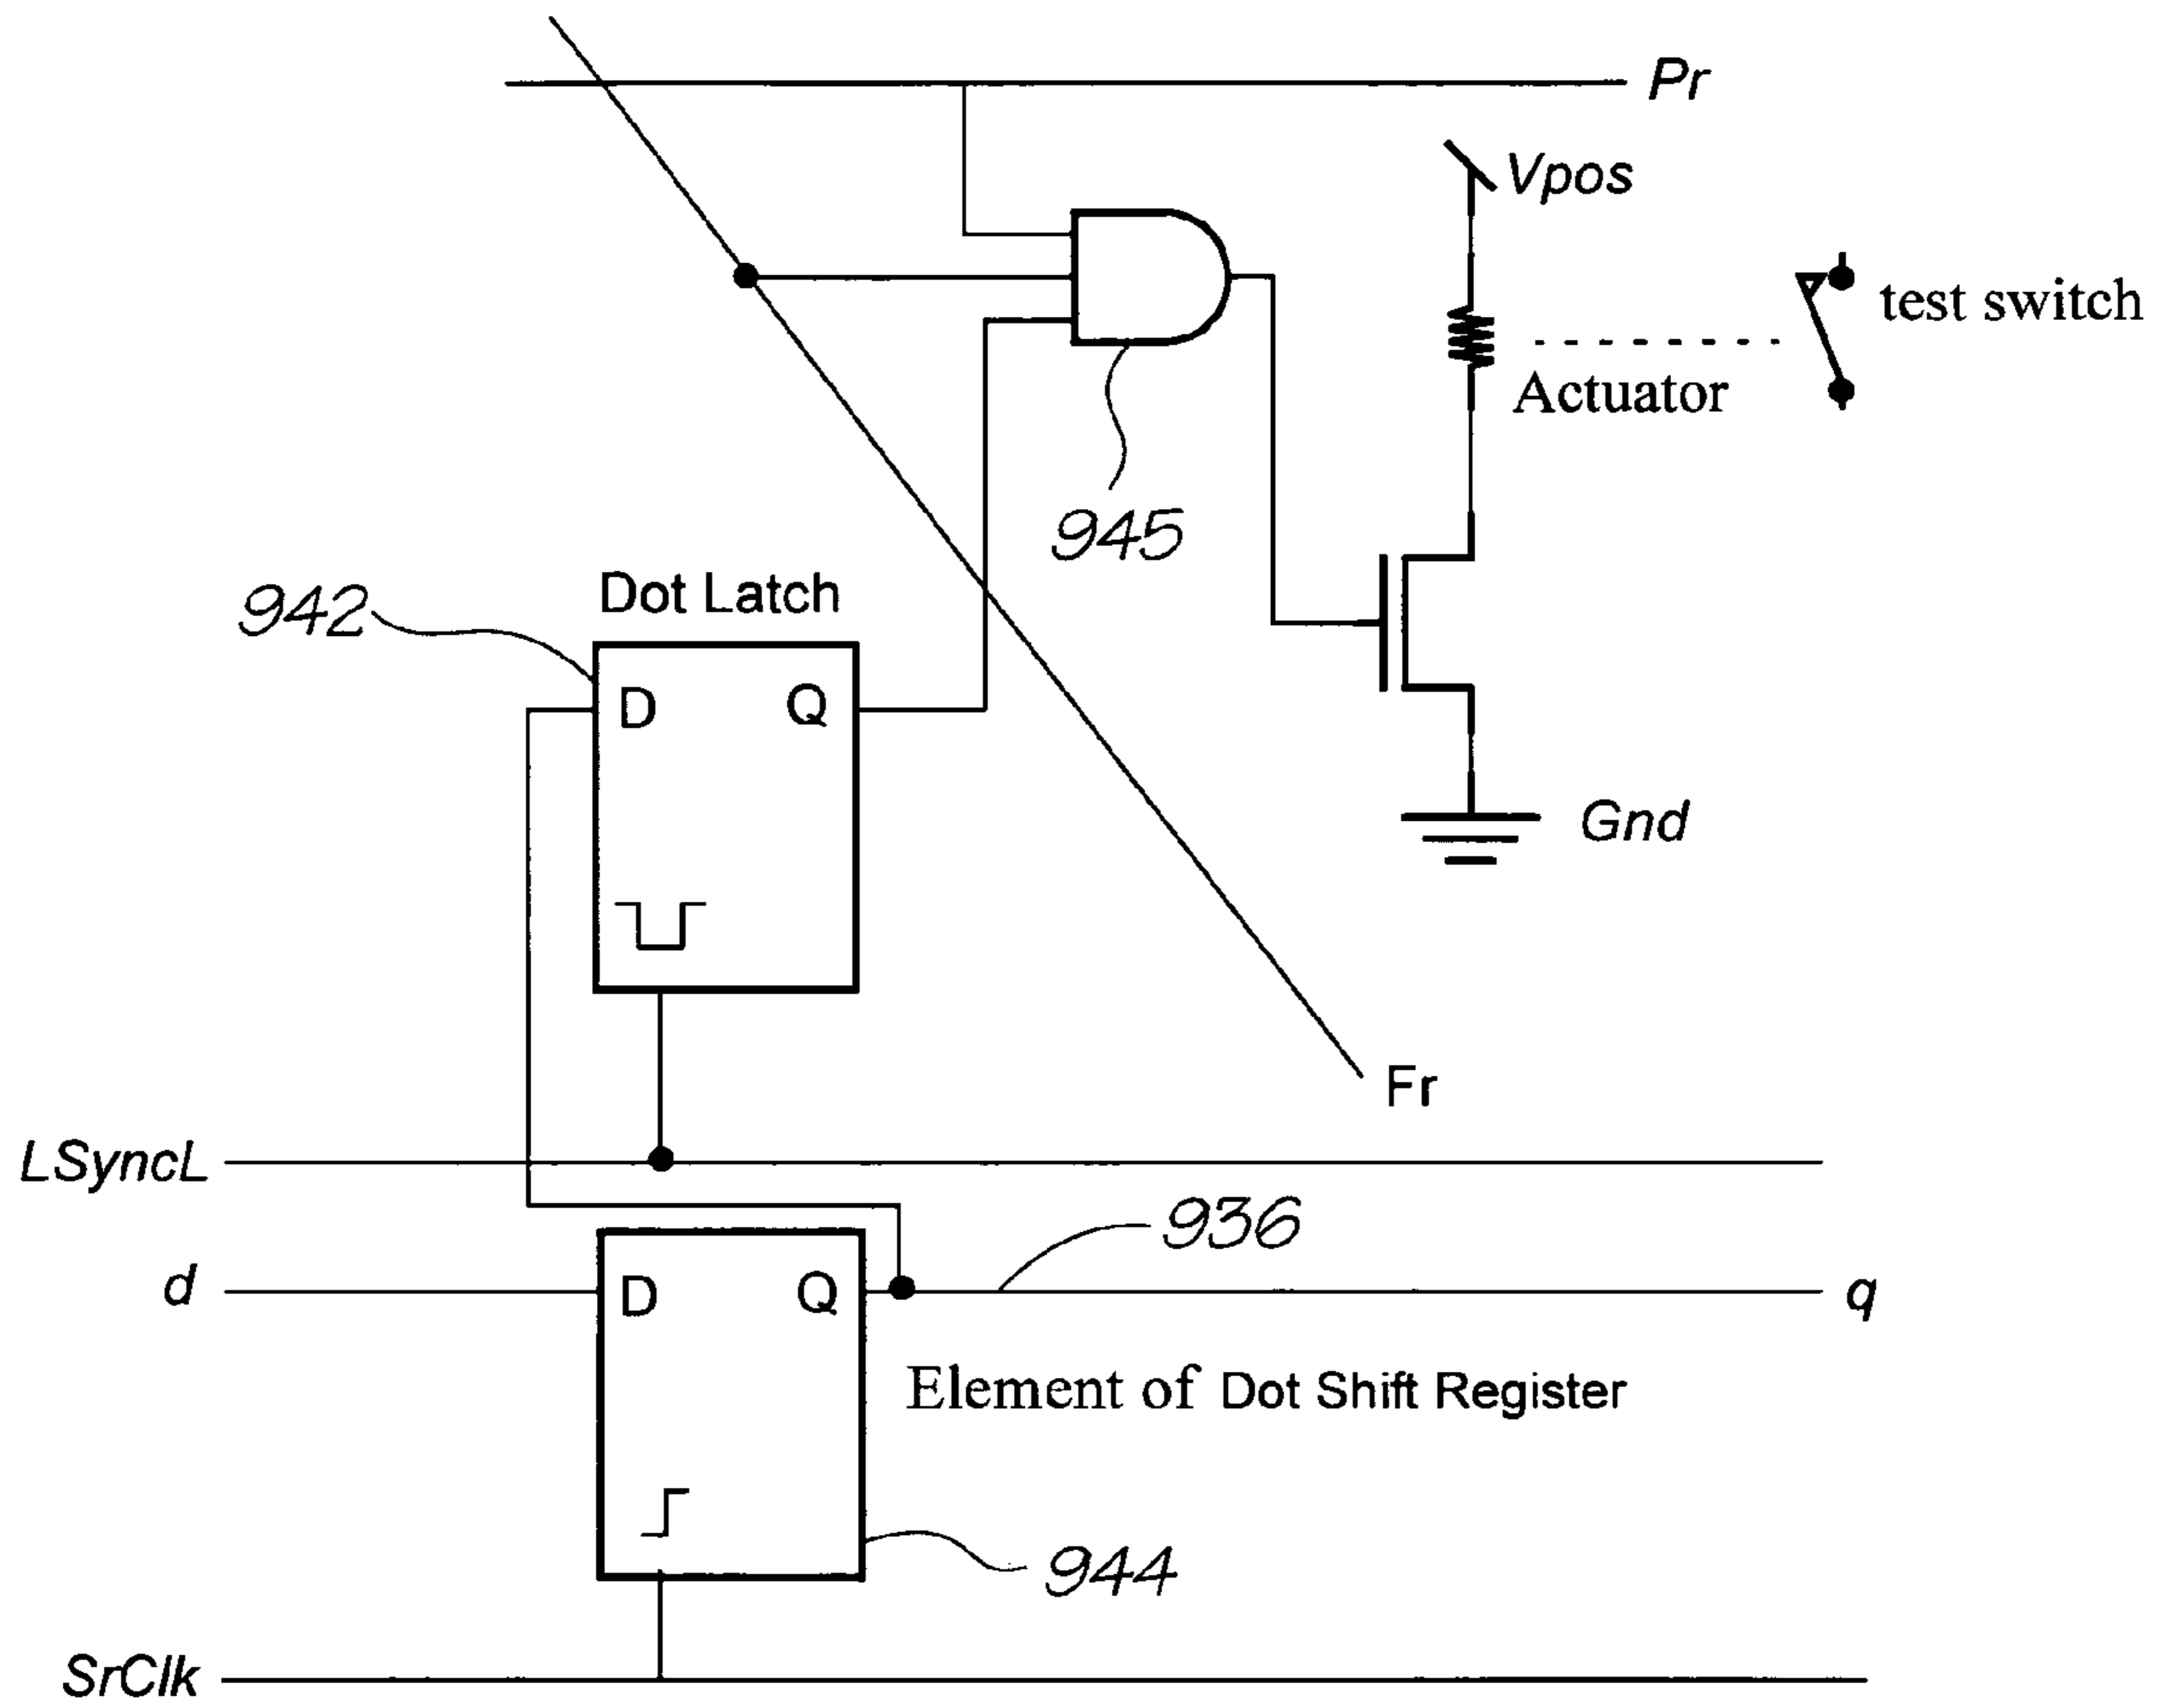 Pr
Vpos
test switch
Actuator
945
942
Dot Latch
D Q
Gnd
Fr
LSyncL
936
d
D Q
q
Element of Dot Shift Register
944
SrClk